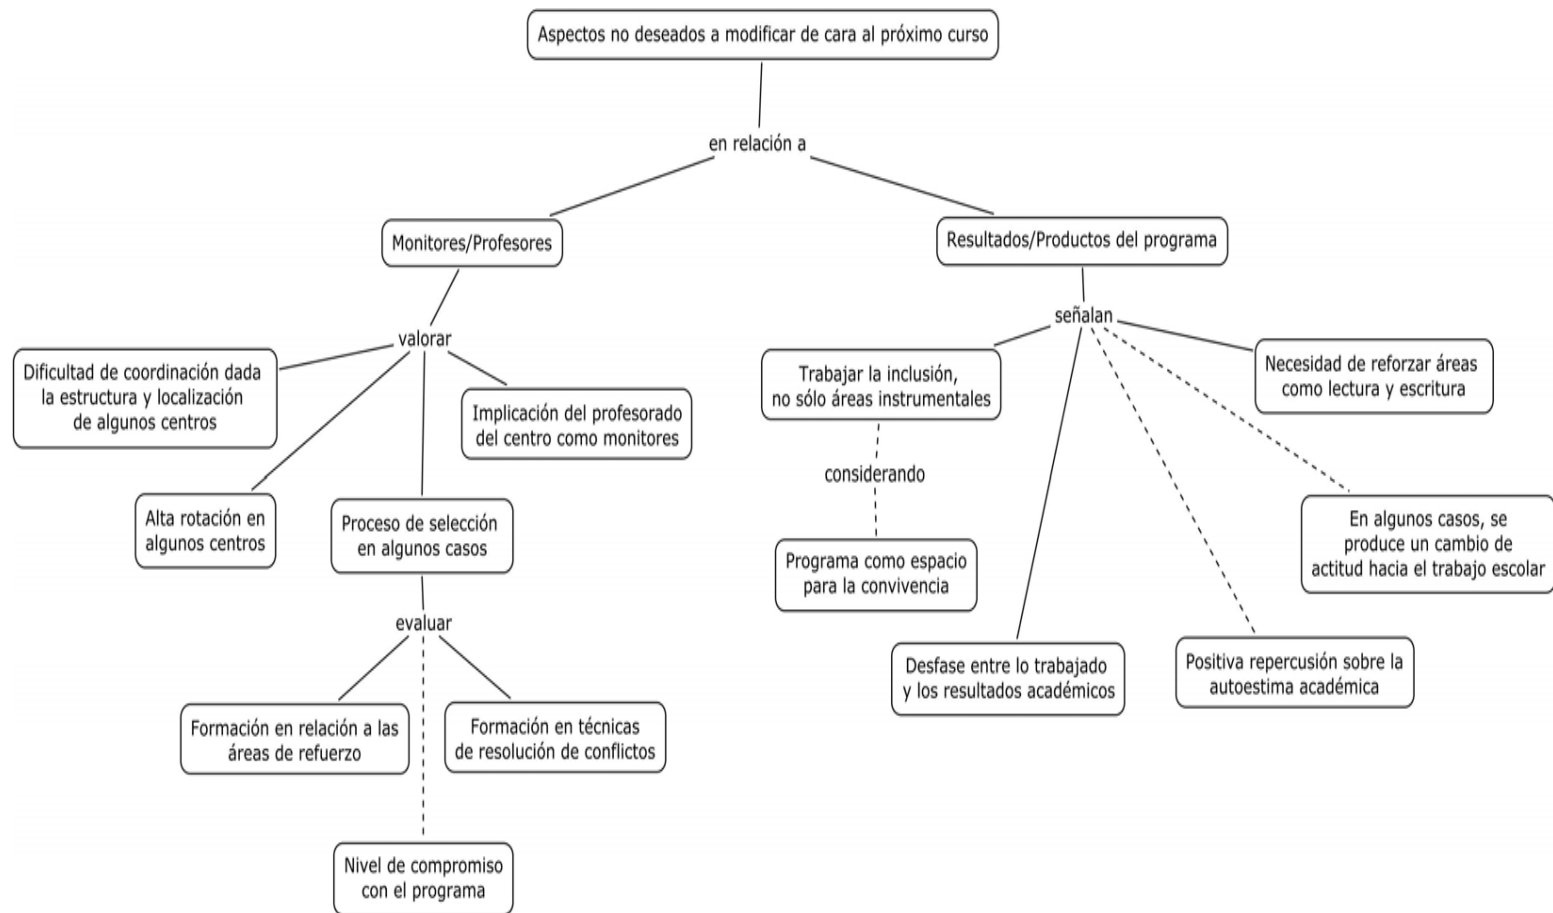 Aspectos no deseados a modificar de cara al próximo curso
en relación a
Monitores/Profesores
valorar
Dificultad de coordinación dada
la estructura y localización
de algunos centros
Alta rotación en
algunos centros
Proceso de selección
en algunos casos
Implicación del profesorado
del centro como monitores
evaluar
Formación en relación a las
áreas de refuerzo
Nivel de compromiso
con el programa
Formación en técnicas
de resolución de conflictos
Resultados/Productos del programa
señalan
Trabajar la inclusión,
no sólo áreas instrumentales
considerando
Programa como espacio
para la convivencia
Desfase entre lo trabajado
y los resultados académicos
Positiva repercusión sobre la
autoestima académica
En algunos casos, se
produce un cambio de
actitud hacia el trabajo escolar
Necesidad de reforzar áreas
como lectura y escritura